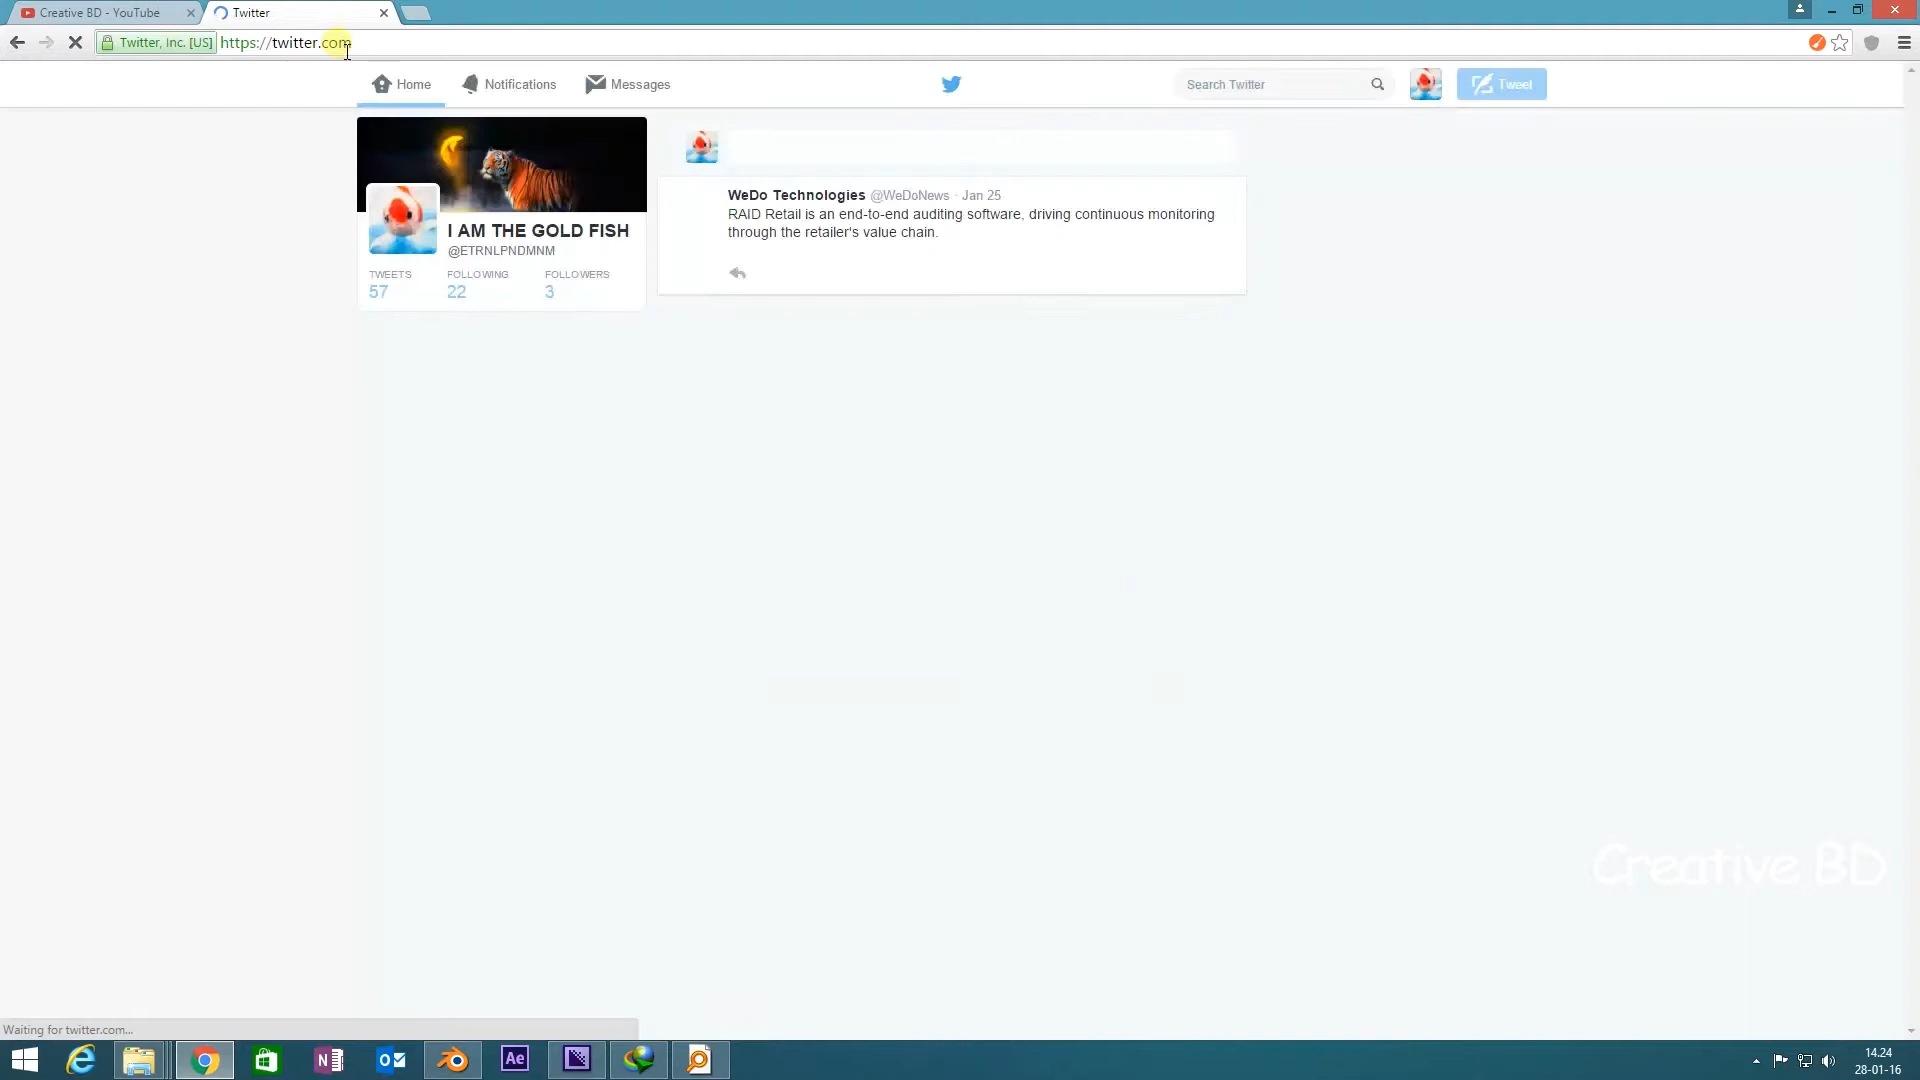 Creative BD - YouTube
Twitter
Twitter, Inc. [US] https://twitter.com
Home
Notifications
Messages
Search Twitter
Tweet
I AM THE GOLD FISH
@ETRNLPNDMNM
TWEETS FOLLOWING FOLLOWERS
57 22 3
WeDo Technologies @WeDoNews · Jan 25
RAID Retail is an end-to-end auditing software, driving continuous monitoring
through the retailer's value chain.
Creative BD
Waiting for twitter.com...
Ae
14.24
28-01-16